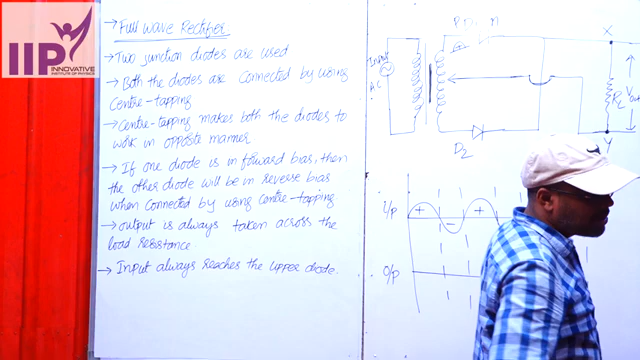 IIP
INNOVATIVE
INSTITUTE OF PHYSICS
→ Full Wave Rectifier
→ Two junction diodes are used
→ Both the diodes are connected by using
Centre-tapping
→ Centre-tapping makes both the diodes to
work in opposite manner
→ If one diode is in forward bias, then
the other diode will be in reverse bias
when connected by using centre-tapping
→ output is always taken across the
load resistance.
→ Input always reaches the upper diode.
P D1 n
Input
AC
D2
X
RL
Vout
Y
i/p
+ - +
o/p